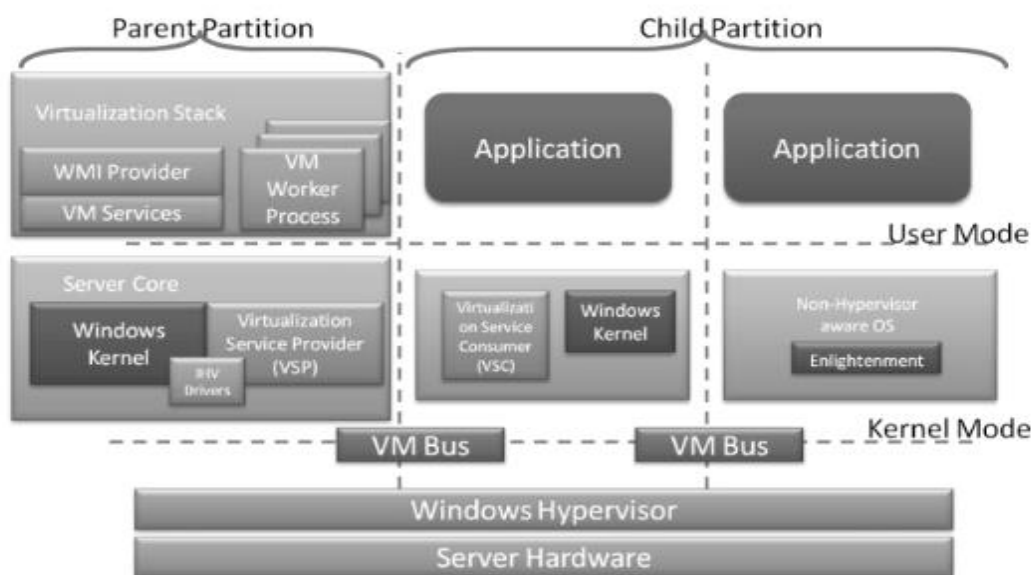 Parent Partition
Child Partition
Virtualization Stack
WMI Provider
VM Services
VM
Worker
Process
Application
Application
User Mode
Server Core
Windows
Kernel
Virtualization
Service Provider
(VSP)
IHV
Drivers
Virtualizati
on Service
Consumer
(VSC)
Windows
Kernel
Non-Hypervisor
aware OS
Enlightenment
Kernel Mode
VM Bus
VM Bus
Windows Hypervisor
Server Hardware